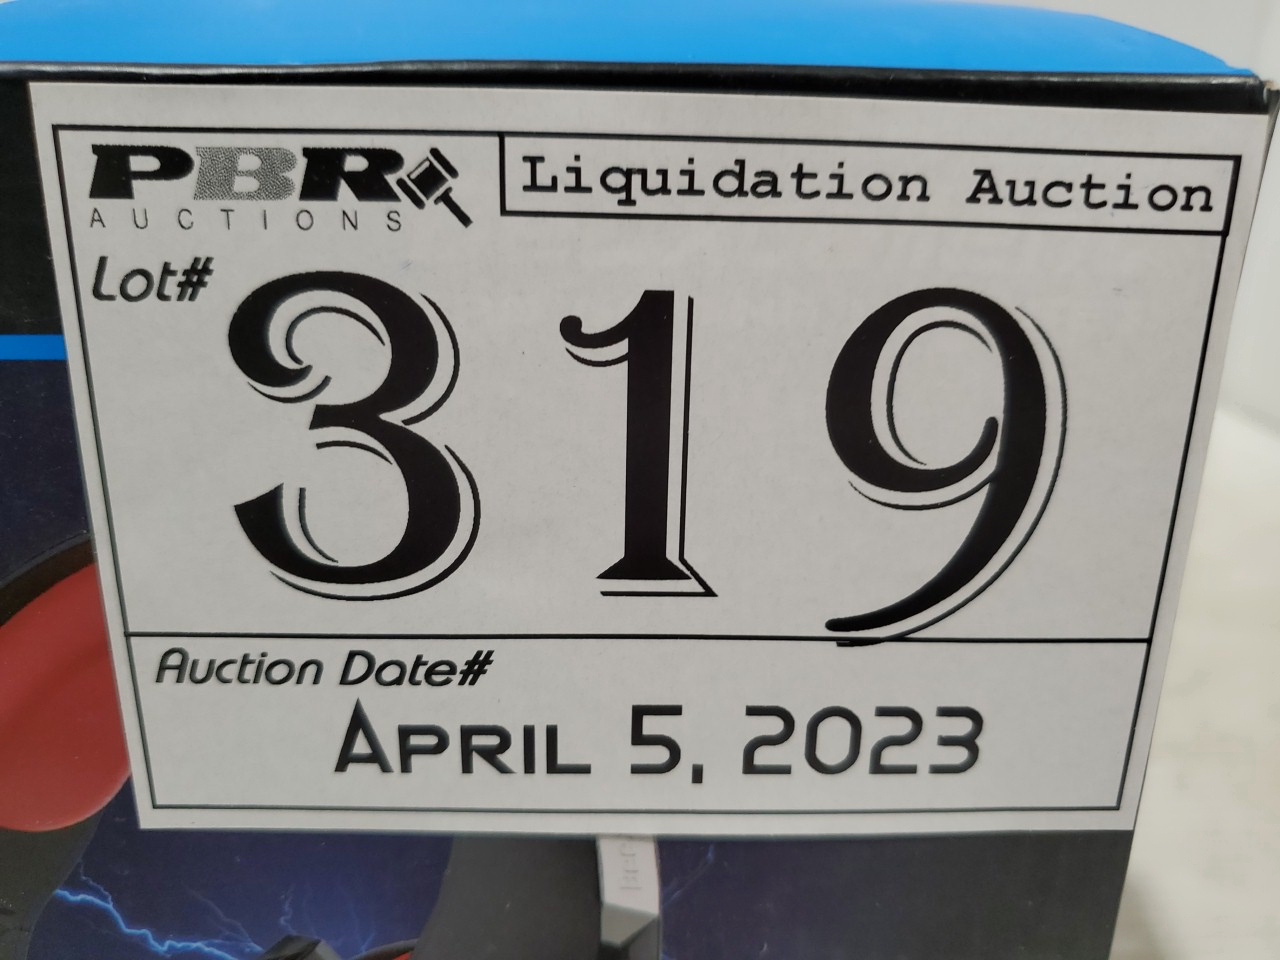 PBR
AUCTIONS
Liquidation Auction
Lot#
319
Auction Date#
APRIL 5, 2023